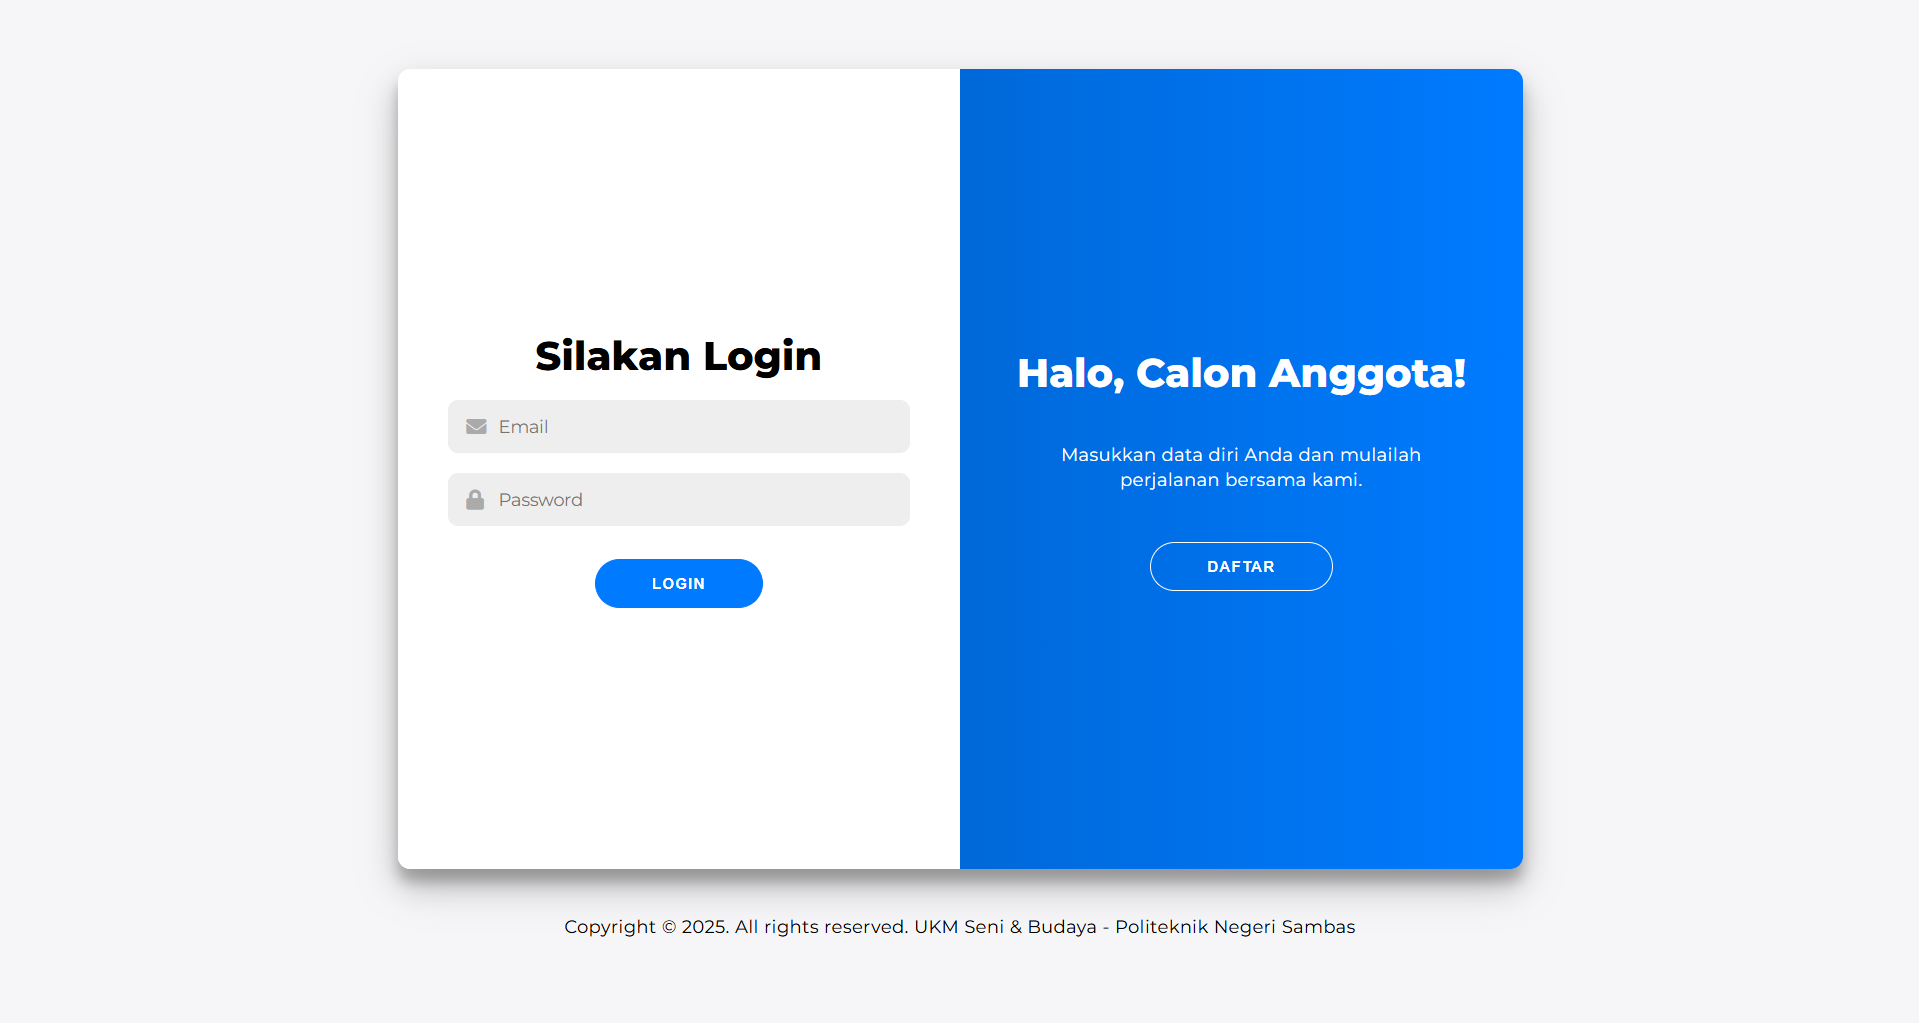 Silakan Login
Email
Password
LOGIN
Halo, Calon Anggota!
Masukkan data diri Anda dan mulailah
perjalanan bersama kami.
DAFTAR
Copyright © 2025. All rights reserved. UKM Seni & Budaya - Politeknik Negeri Sambas